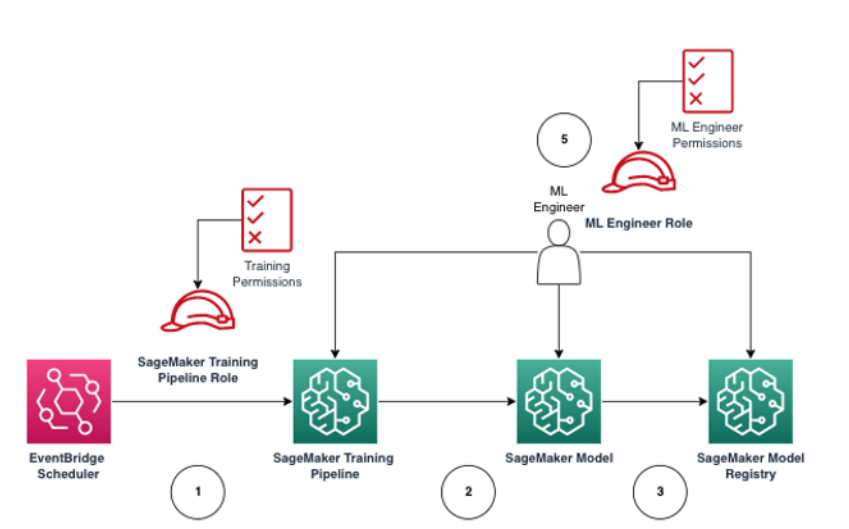 ML Engineer
Permissions
5
ML
Engineer
ML Engineer Role
Training
Permissions
SageMaker Training
Pipeline Role
EventBridge
Scheduler
SageMaker Training
Pipeline
SageMaker Model
SageMaker Model
Registry
1
2
3